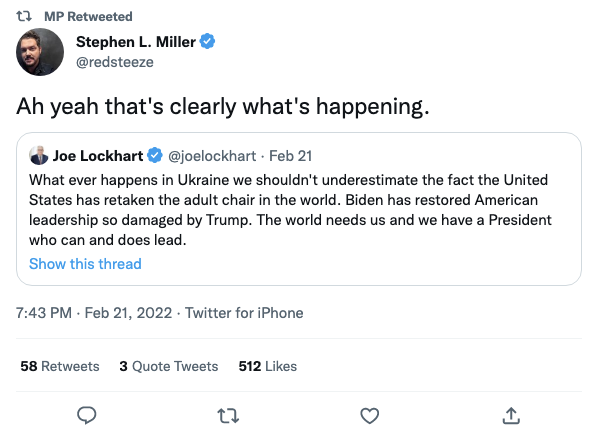 MP Retweeted
Stephen L. Miller
@redsteeze
Ah yeah that's clearly what's happening.
Joe Lockhart @joelockhart · Feb 21
What ever happens in Ukraine we shouldn't underestimate the fact the United
States has retaken the adult chair in the world. Biden has restored American
leadership so damaged by Trump. The world needs us and we have a President
who can and does lead.
Show this thread
7:43 PM · Feb 21, 2022 · Twitter for iPhone
58 Retweets 3 Quote Tweets 512 Likes